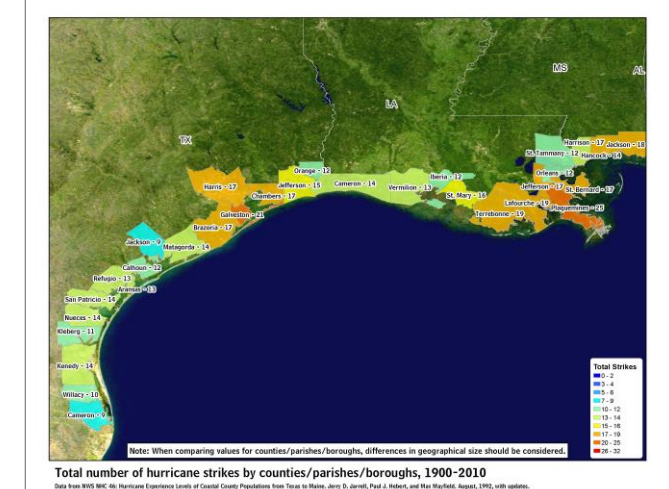 MS
AL
LA
TX
Harrison - 17
Jackson - 18
St. Tammany - 12
Hancock - 14
Orange - 12
Iberia - 12
Orleans - 12
Harris - 17
Jefferson - 15
Cameron - 14
Vermilion - 13
Jefferson - 17
St. Bernard - 17
Chambers - 17
St. Mary - 16
Lafourche - 19
Plaquemines - 25
Galveston - 21
Terrebonne - 19
Brazoria - 17
Jackson - 9
Matagorda - 14
Calhoun - 12
Refugio - 13
Aransas - 13
San Patricio - 14
Nueces - 14
Kleberg - 11
Kenedy - 14
Willacy - 10
Cameron - 9
Total Strikes
0 - 2
3 - 4
5 - 6
7 - 9
10 - 12
13 - 14
15 - 16
17 - 19
20 - 25
26 - 32
Note: When comparing values for counties/parishes/boroughs, differences in geographical size should be considered.
Total number of hurricane strikes by counties/parishes/boroughs, 1900-2010
Data from NWS NHC 46: Hurricane Experience Levels of Coastal County Populations from Texas to Maine. Jerry D. Jarrell, Paul J. Hebert, and Max Mayfield. August, 1992, with updates.